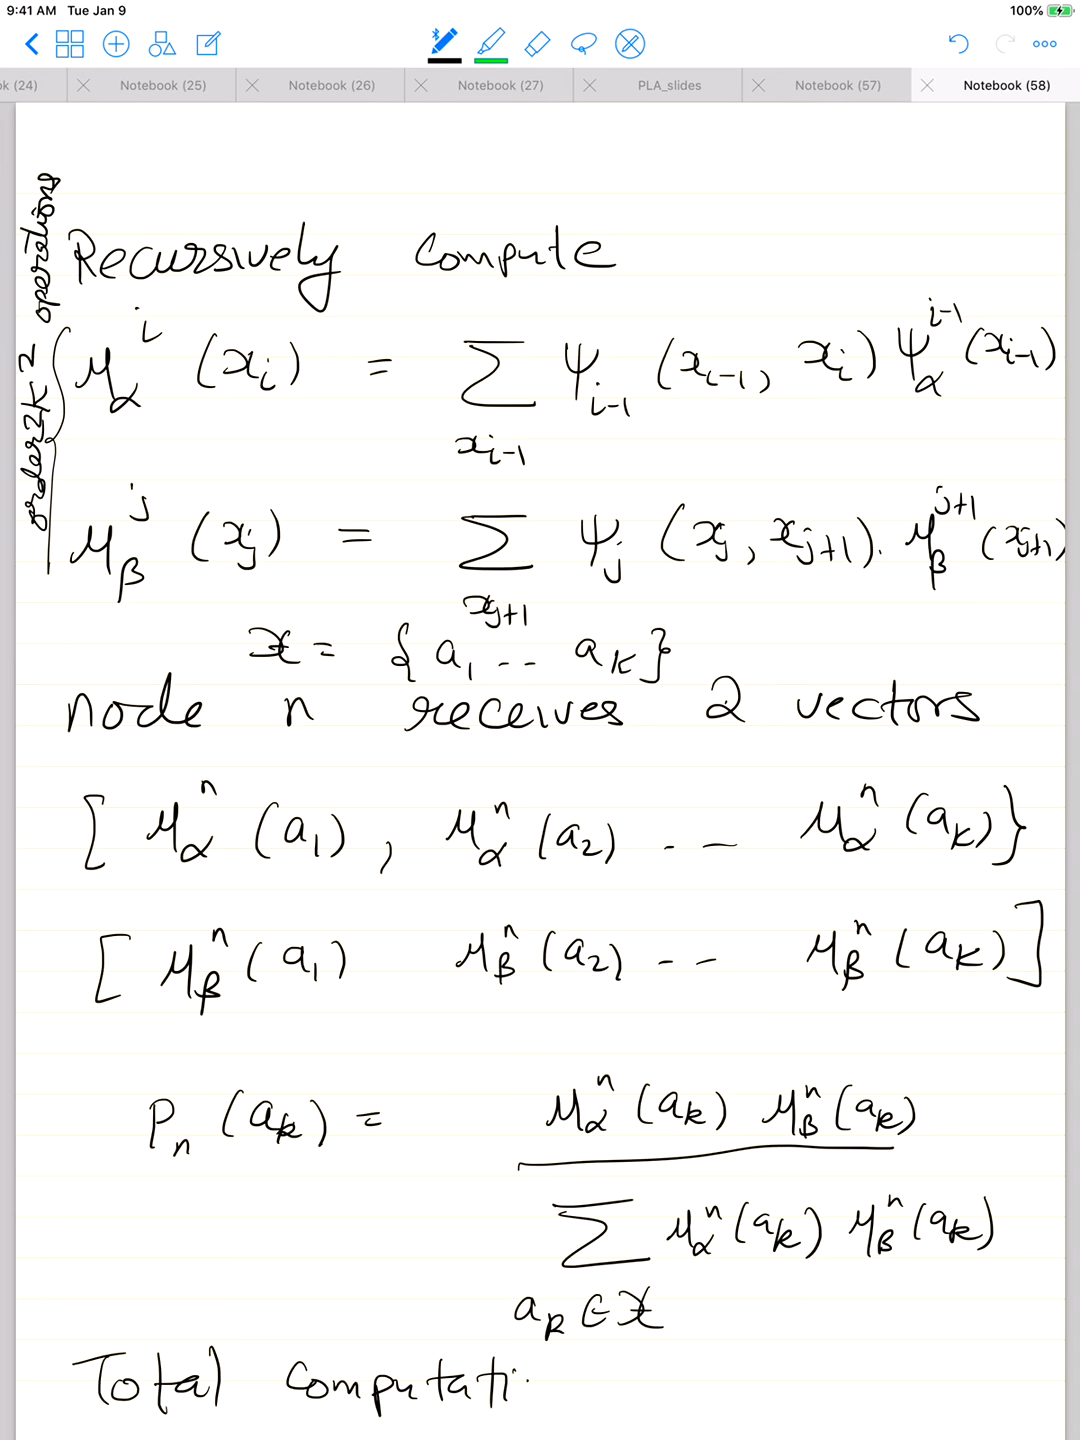 9:41 AM Tue Jan 9 100%
ok (24) Notebook (25) Notebook (26) Notebook (27) PLA_slides Notebook (57) Notebook (58)
order 2K² operations
Recursively compute
μ_α^i (x_i) = Σ_{x_{i-1}} ψ_{i-1} (x_{i-1}, x_i) ψ_α^{i-1} (x_{i-1})
μ_β^j (x_j) = Σ_{x_{j+1}} ψ_j (x_j, x_{j+1}) . μ_β^{j+1} (x_{j+1})
𝒳 = { a_1 .. a_K }
node n receives 2 vectors
[ μ_α^n (a_1) , μ_α^n (a_2) . -- μ_α^n (a_K) }
[ μ_β^n (a_1) μ_β^n (a_2) -- μ_β^n (a_K) ]
P_n (a_k) = μ_α^n (a_k) μ_β^n (a_k) / Σ_{a_k ∈ 𝒳} μ_α^n (a_k) μ_β^n (a_k)
Total computati